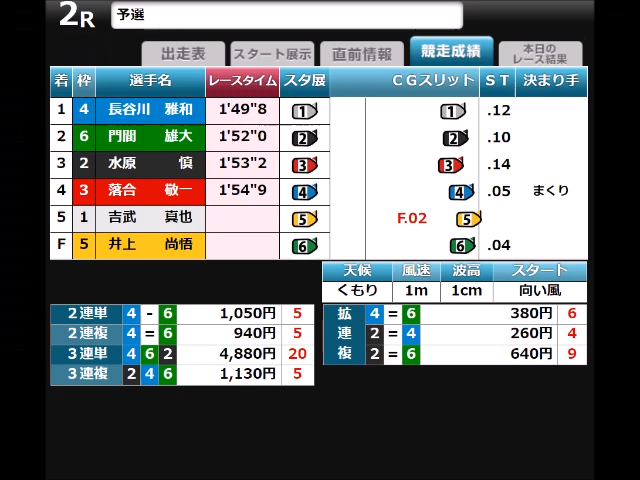 2R 予選
出走表 スタート展示 直前情報 競走成績 本日のレース結果
着 枠 選手名 レースタイム スタ展 CGスリット ST 決まり手
1 4 長谷川 雅和 1'49"8 1 1 .12
2 6 門間 雄大 1'52"0 2 2 .10
3 2 水原 慎 1'53"2 3 3 .14
4 3 落合 敬一 1'54"9 4 4 .05 まくり
5 1 吉武 真也 5 F.02 5
F 5 井上 尚悟 6 6 .04
天候 風速 波高 スタート
くもり 1m 1cm 向い風
2連単 4-6 1,050円 5
2連複 4=6 940円 5
3連単 4 6 2 4,880円 20
3連複 2 4 6 1,130円 5
拡 4=6 380円 6
連 2=4 260円 4
複 2=6 640円 9